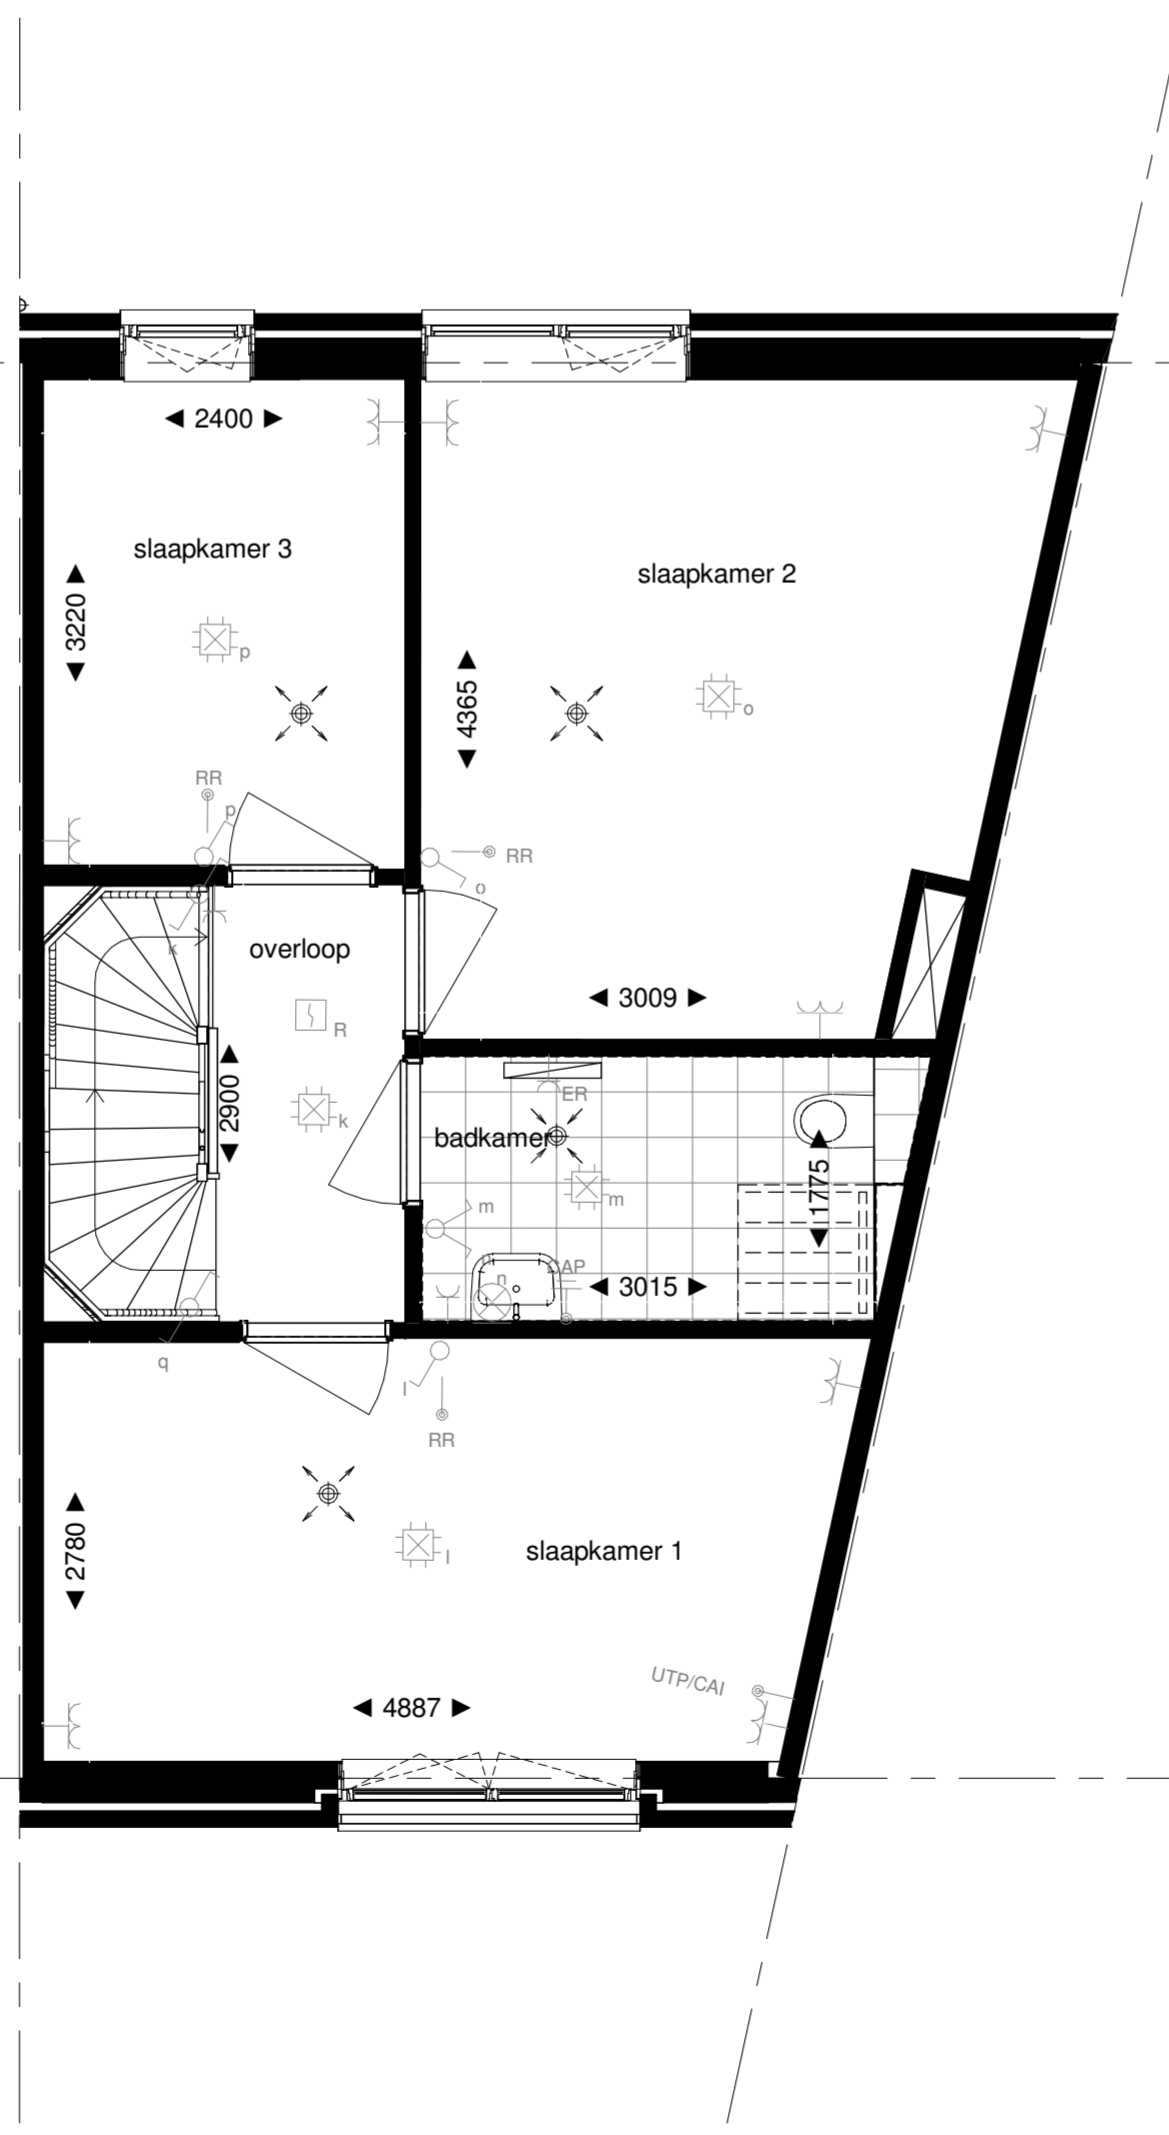 2400
slaapkamer 3
slaapkamer 2
3220
p
4365
o
RR
p
RR
o
k
overloop
3009
R
2900
k
ER
badkamer
m
1775
m
n
n
CAP
3015
q
l
RR
2780
l
slaapkamer 1
UTP/CAI
4887